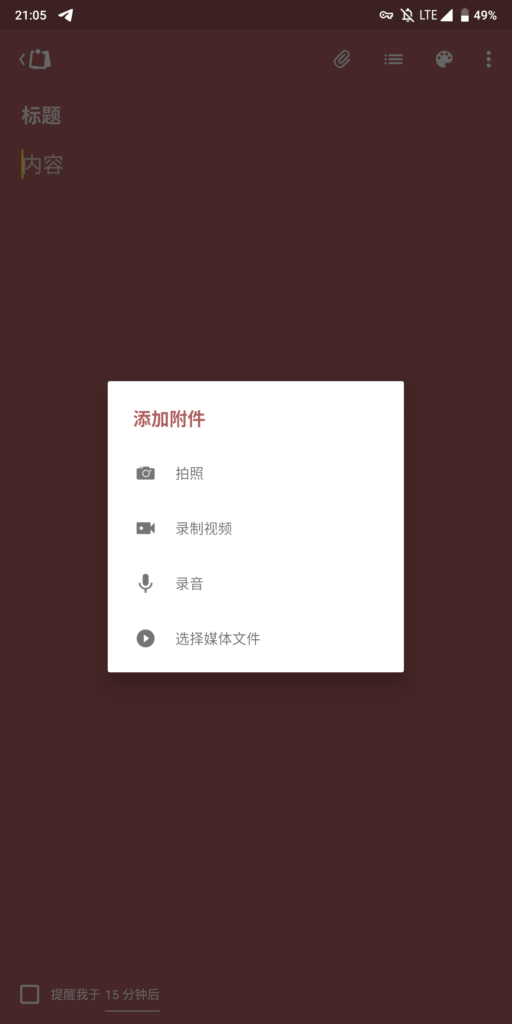 21:05 LTE 49%
标题
内容
添加附件
拍照
录制视频
录音
选择媒体文件
提醒我于 15 分钟后